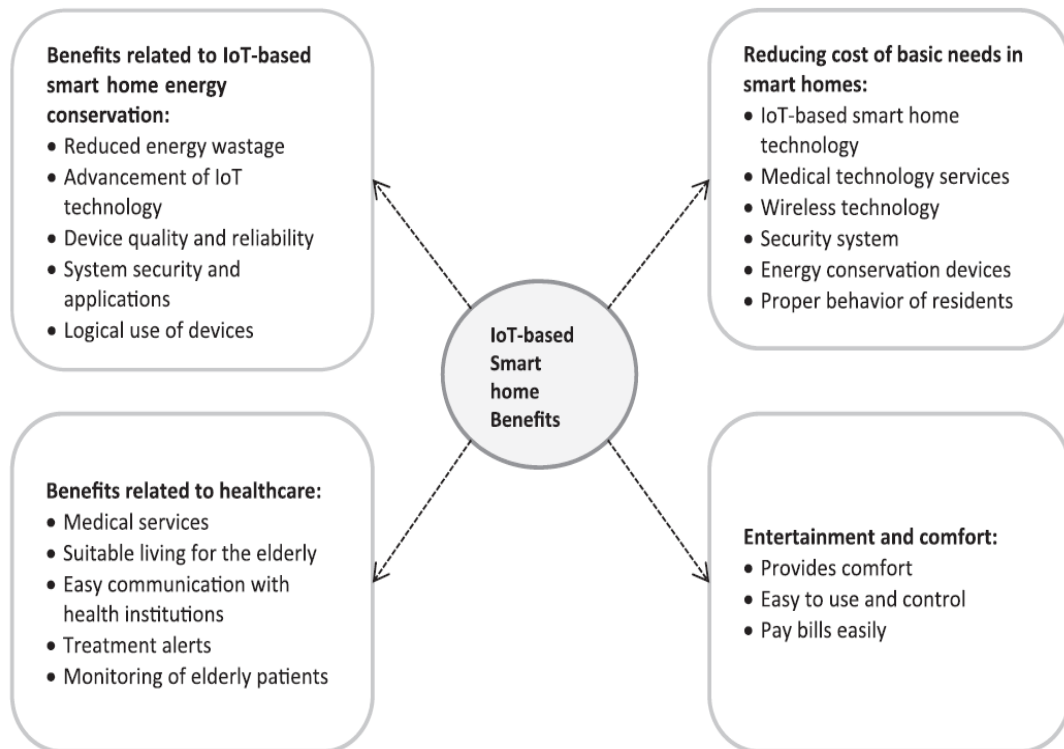 Benefits related to IoT-based
smart home energy
conservation:
• Reduced energy wastage
• Advancement of IoT
technology
• Device quality and reliability
• System security and
applications
• Logical use of devices
Reducing cost of basic needs in
smart homes:
• IoT-based smart home
technology
• Medical technology services
• Wireless technology
• Security system
• Energy conservation devices
• Proper behavior of residents
IoT-based
Smart
home
Benefits
Benefits related to healthcare:
• Medical services
• Suitable living for the elderly
• Easy communication with
health institutions
• Treatment alerts
• Monitoring of elderly patients
Entertainment and comfort:
• Provides comfort
• Easy to use and control
• Pay bills easily